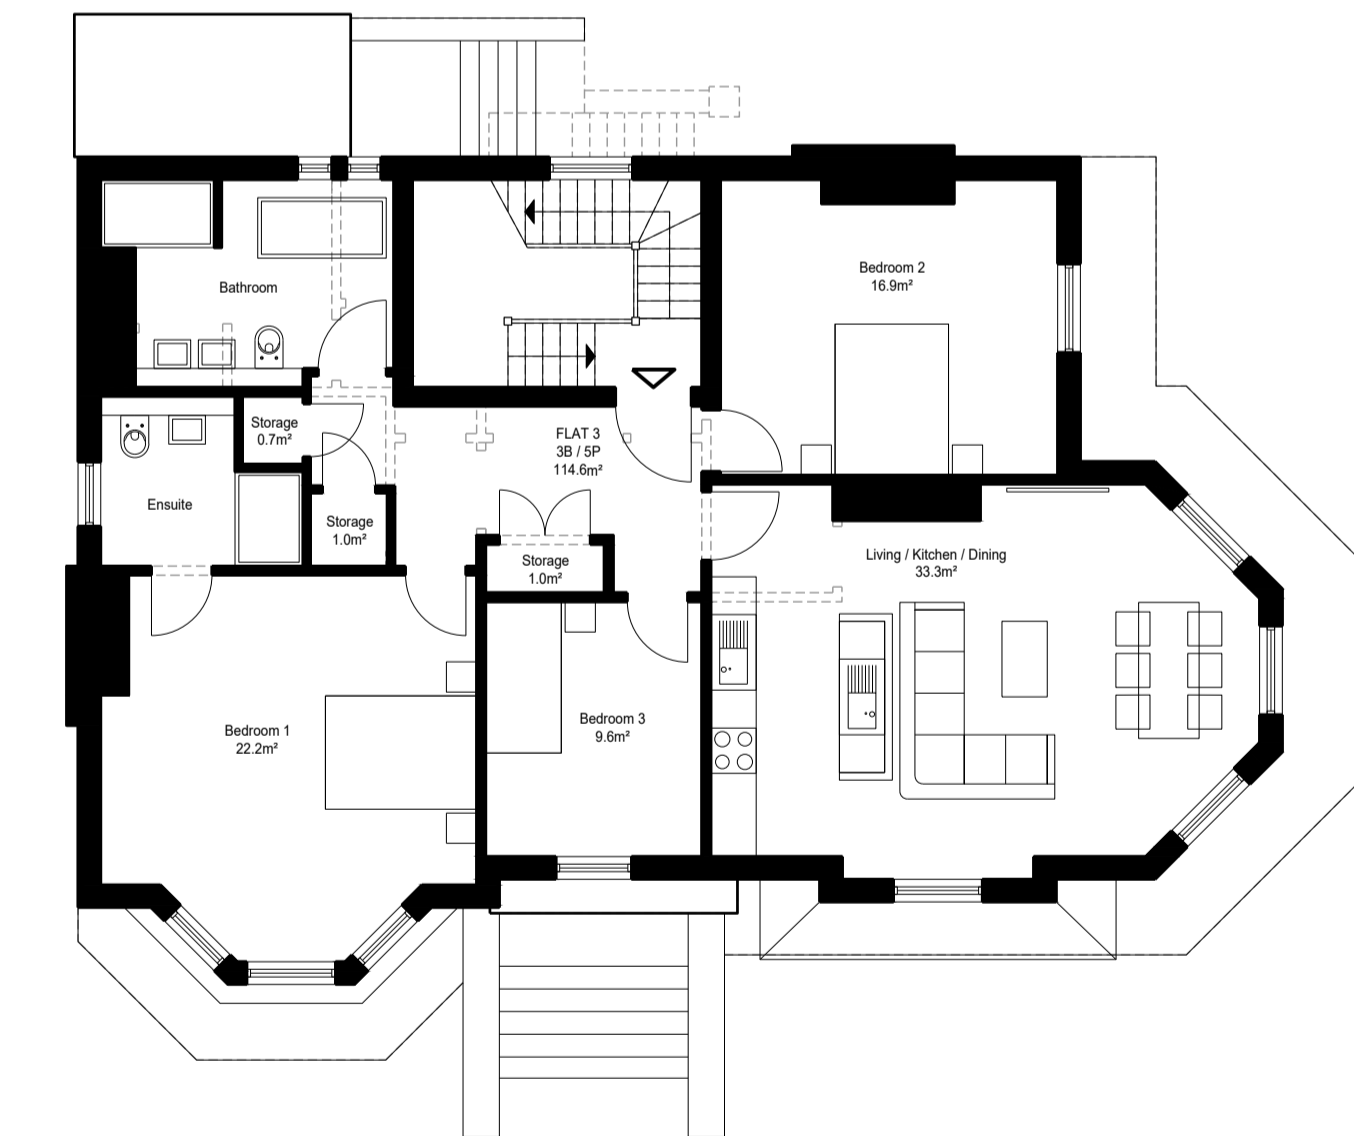 Bedroom 2
16.9m²
Bathroom
Storage
0.7m²
FLAT 3
3B / 5P
114.6m²
Ensuite
Storage
1.0m²
Storage
1.0m²
Living / Kitchen / Dining
33.3m²
Bedroom 1
22.2m²
Bedroom 3
9.6m²